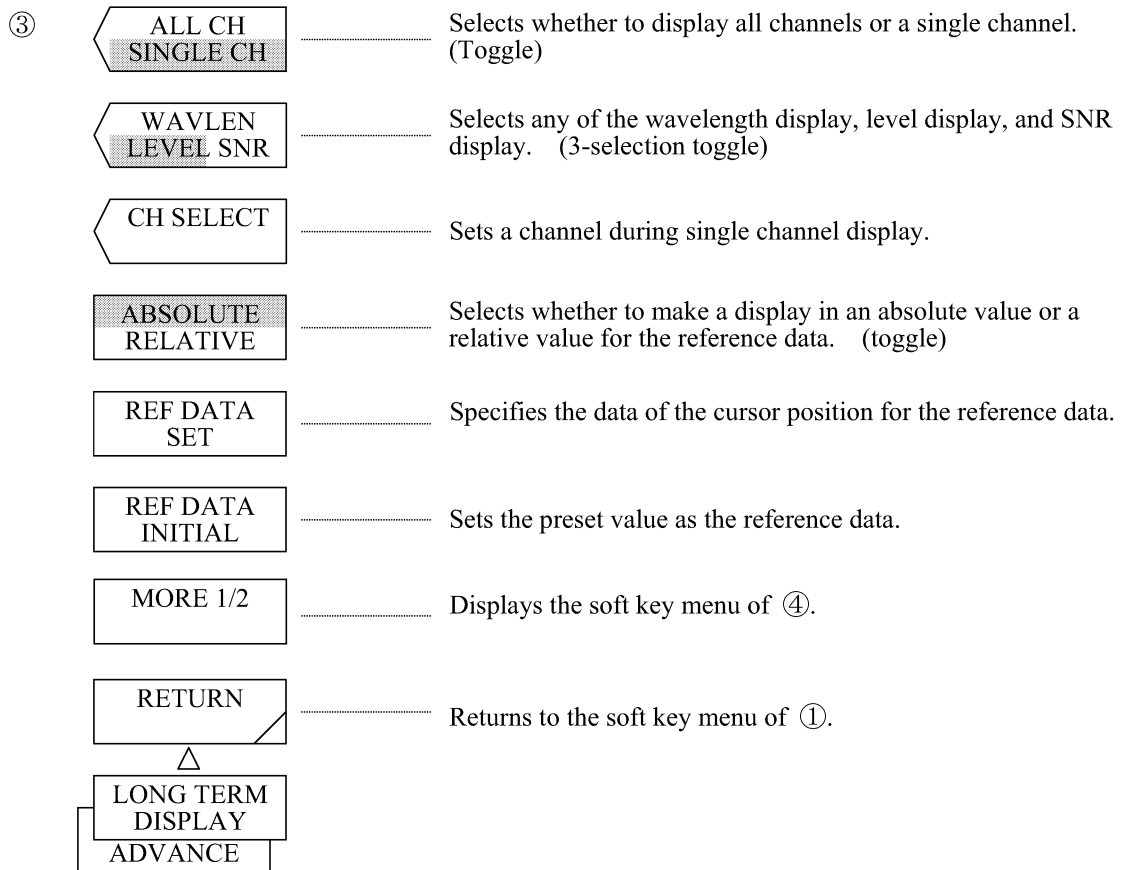 ③
ALL CH
SINGLE CH
Selects whether to display all channels or a single channel.
(Toggle)
WAVLEN
LEVEL SNR
Selects any of the wavelength display, level display, and SNR
display. (3-selection toggle)
CH SELECT
Sets a channel during single channel display.
ABSOLUTE
RELATIVE
Selects whether to make a display in an absolute value or a
relative value for the reference data. (toggle)
REF DATA
SET
Specifies the data of the cursor position for the reference data.
REF DATA
INITIAL
Sets the preset value as the reference data.
MORE 1/2
Displays the soft key menu of ④.
RETURN
Returns to the soft key menu of ①.
LONG TERM
DISPLAY
ADVANCE